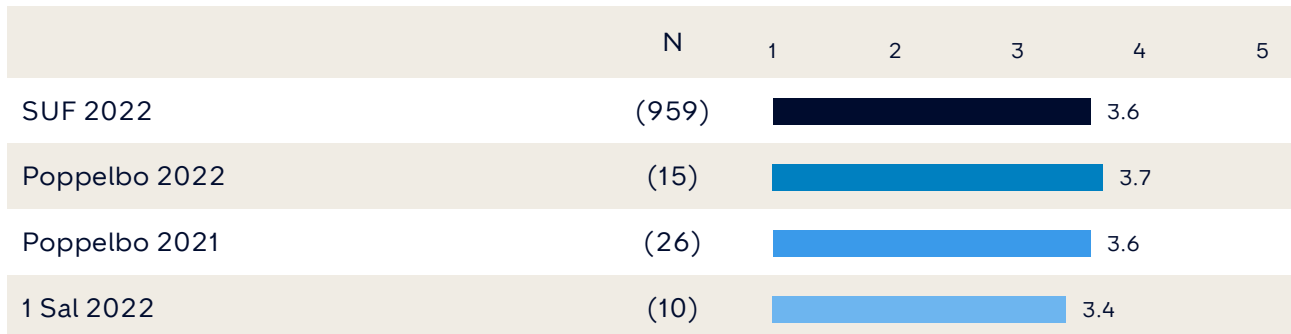 N 1 2 3 4 5
SUF 2022 (959) 3.6
Poppelbo 2022 (15) 3.7
Poppelbo 2021 (26) 3.6
1 Sal 2022 (10) 3.4